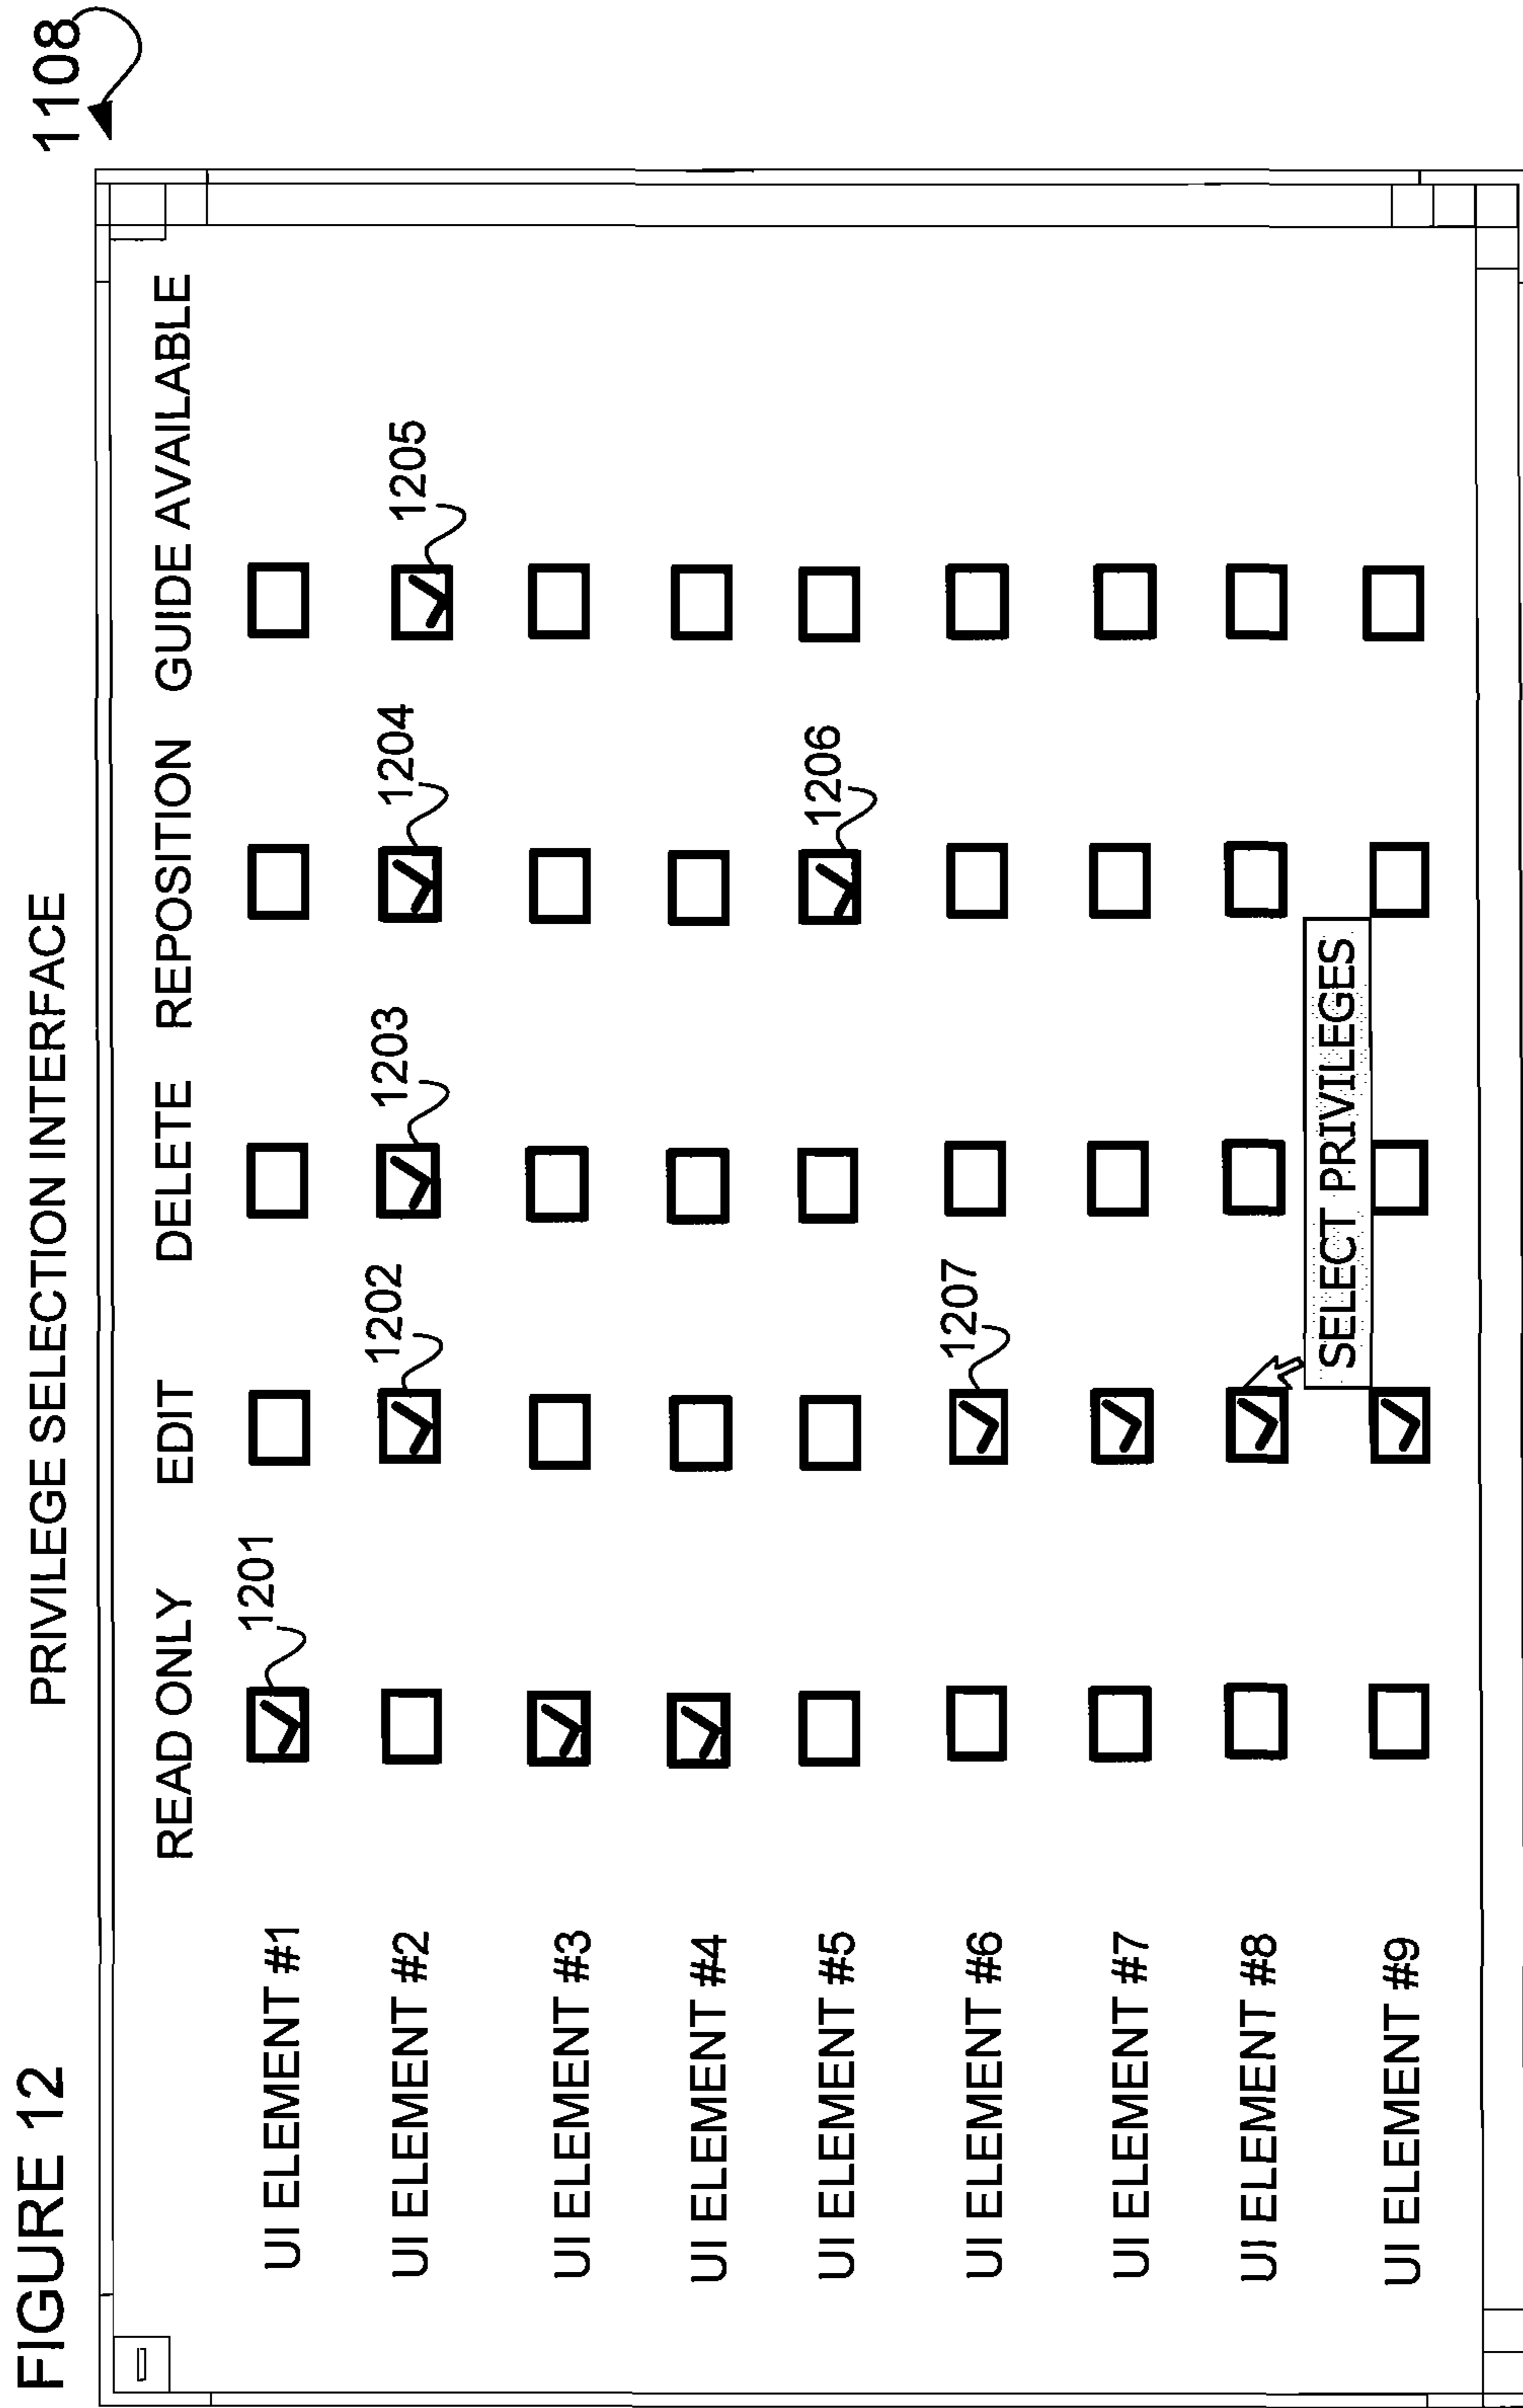 FIGURE 12
PRIVILEGE SELECTION INTERFACE
1108
READ ONLY EDIT DELETE REPOSITION GUIDE AVAILABLE
UI ELEMENT #1 1201
UI ELEMENT #2 1202 1203 1204 1205
UI ELEMENT #3
UI ELEMENT #4
UI ELEMENT #5 1206
UI ELEMENT #6 1207
UI ELEMENT #7
UI ELEMENT #8
SELECT PRIVILEGES
UI ELEMENT #9